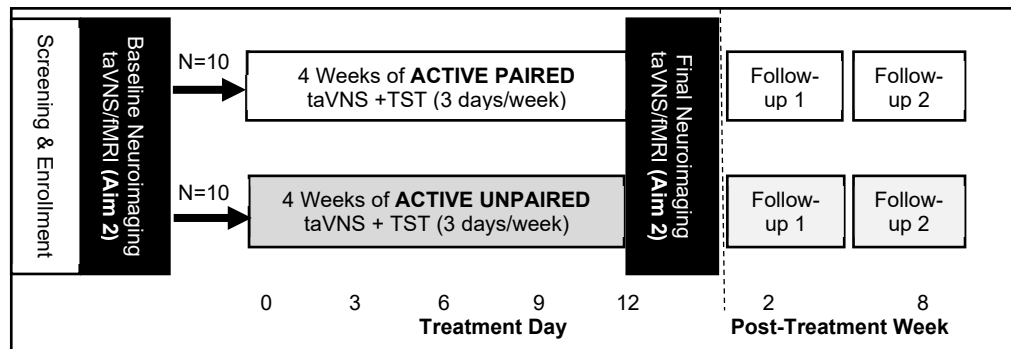 Screening & Enrollment
Baseline Neuroimaging
taVNS/fMRI (Aim 2)
N=10
4 Weeks of ACTIVE PAIRED
taVNS +TST (3 days/week)
N=10
4 Weeks of ACTIVE UNPAIRED
taVNS + TST (3 days/week)
Final Neuroimaging
taVNS/fMRI (Aim 2)
Follow-
up 1
Follow-
up 2
Follow-
up 1
Follow-
up 2
0 3 6 9 12 2 8
Treatment Day Post-Treatment Week